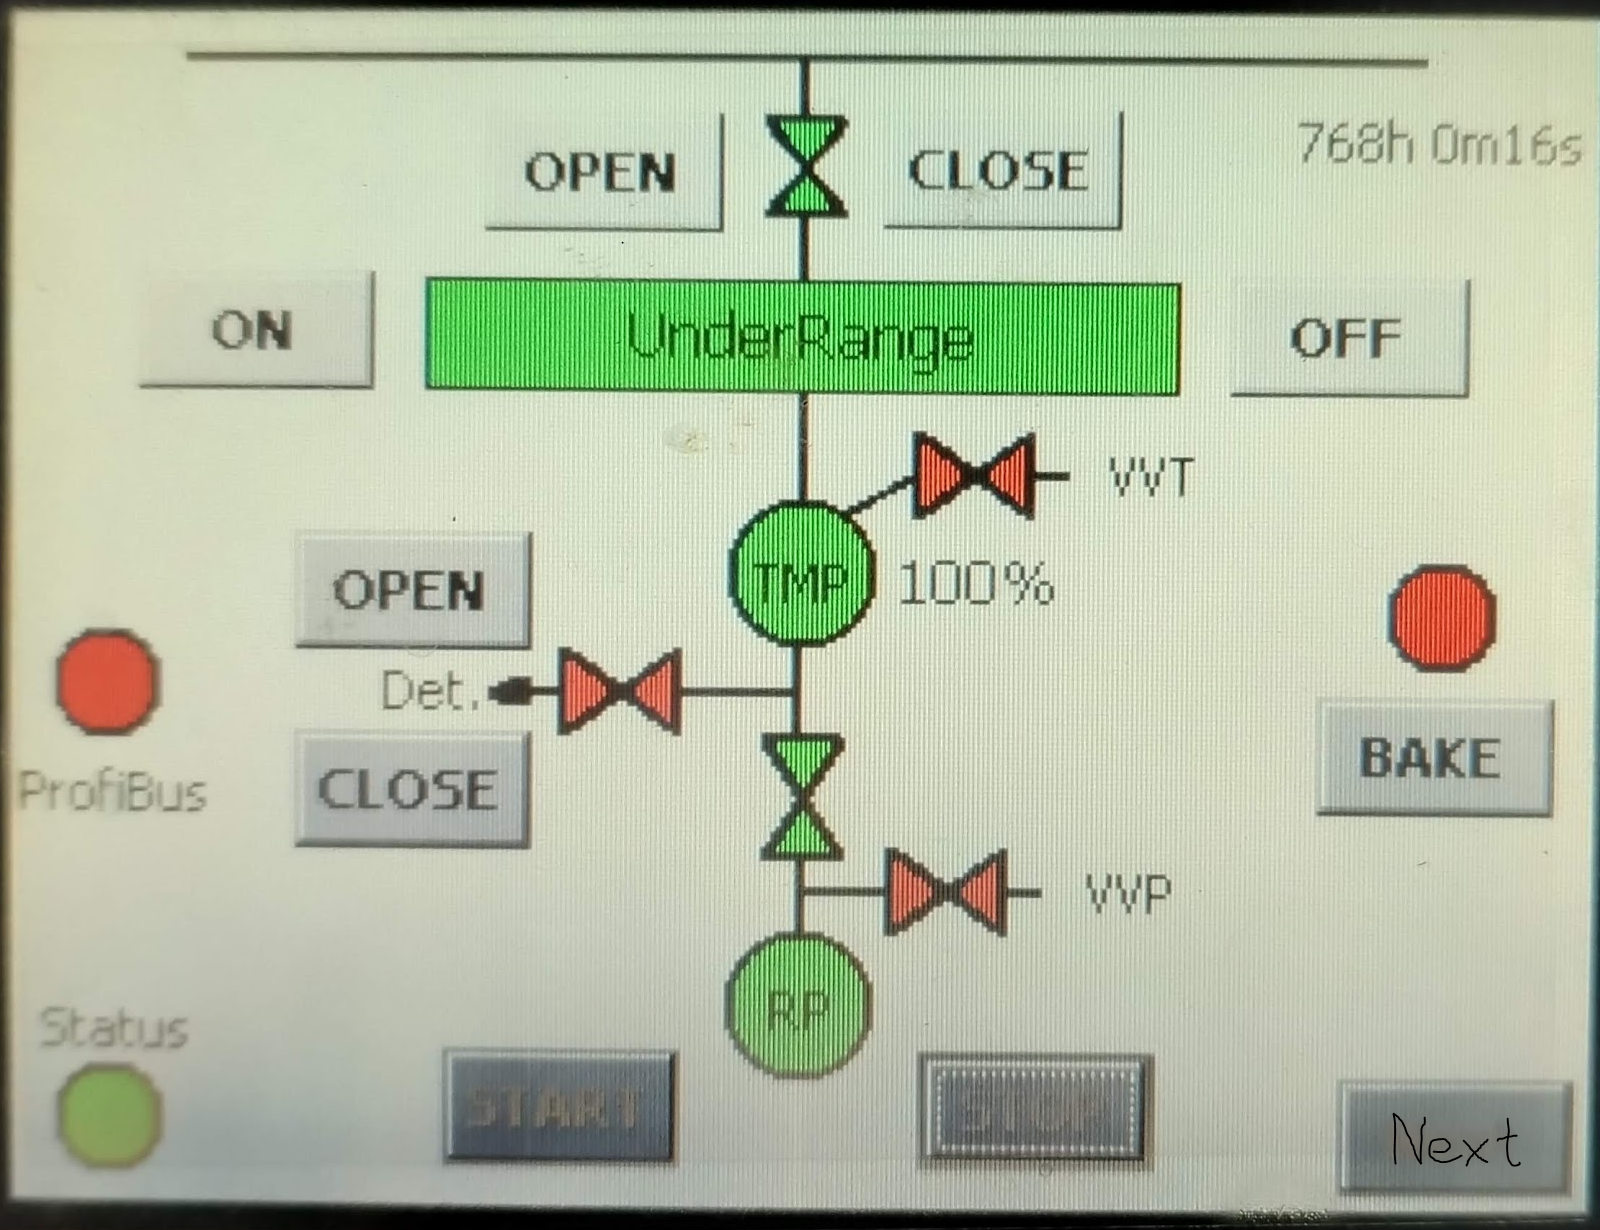 OPEN CLOSE 768h 0m16s
ON UnderRange OFF
VVT
OPEN TMP 100%
Det.
ProfiBus CLOSE BAKE
VVP
RP
Status
START STOP Next